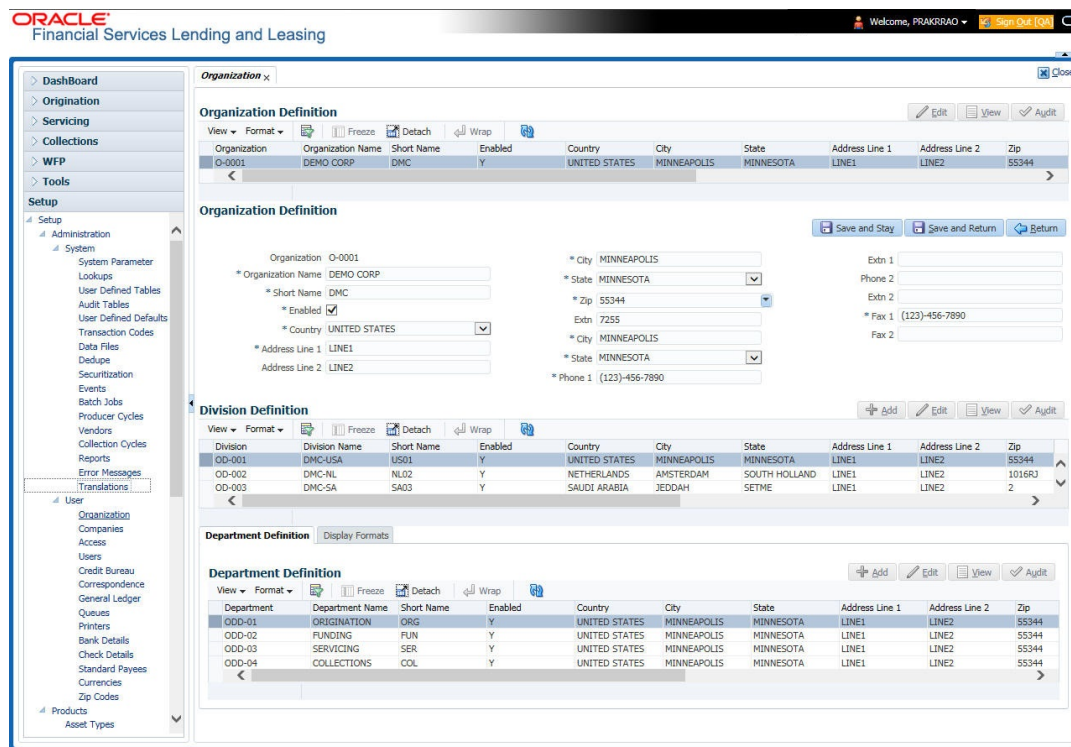 ORACLE
Financial Services Lending and Leasing
Welcome, PRAKRRAO
Sign Out [QA]
DashBoard
Origination
Servicing
Collections
WFP
Tools
Setup
Setup
Administration
System
System Parameter
Lookups
User Defined Tables
Audit Tables
User Defined Defaults
Transaction Codes
Data Files
Dedupe
Securitization
Events
Batch Jobs
Producer Cycles
Vendors
Collection Cycles
Reports
Error Messages
Translations
User
Organization
Companies
Access
Users
Credit Bureau
Correspondence
General Ledger
Queues
Printers
Bank Details
Check Details
Standard Payees
Currencies
Zip Codes
Products
Asset Types
Organization x
Close
Organization Definition
Edit View Audit
View Format Freeze Detach Wrap
Organization Organization Name Short Name Enabled Country City State Address Line 1 Address Line 2 Zip
O-0001 DEMO CORP DMC Y UNITED STATES MINNEAPOLIS MINNESOTA LINE1 LINE2 55344
Organization Definition
Save and Stay Save and Return Return
Organization O-0001
* Organization Name DEMO CORP
* Short Name DMC
* Enabled
* Country UNITED STATES
* Address Line 1 LINE1
Address Line 2 LINE2
* City MINNEAPOLIS
* State MINNESOTA
* Zip 55344
Extn 7255
* City MINNEAPOLIS
* State MINNESOTA
* Phone 1 (123)-456-7890
Extn 1
Phone 2
Extn 2
* Fax 1 (123)-456-7890
Fax 2
Division Definition
Add Edit View Audit
View Format Freeze Detach Wrap
Division Division Name Short Name Enabled Country City State Address Line 1 Address Line 2 Zip
OD-001 DMC-USA US01 Y UNITED STATES MINNEAPOLIS MINNESOTA LINE1 LINE2 55344
OD-002 DMC-NL NL02 Y NETHERLANDS AMSTERDAM SOUTH HOLLAND LINE1 LINE2 1016RJ
OD-003 DMC-SA SA03 Y SAUDI ARABIA JEDDAH SETME LINE1 LINE2 2
Department Definition Display Formats
Department Definition
Add Edit View Audit
View Format Freeze Detach Wrap
Department Department Name Short Name Enabled Country City State Address Line 1 Address Line 2 Zip
ODD-01 ORIGINATION ORG Y UNITED STATES MINNEAPOLIS MINNESOTA LINE1 LINE2 55344
ODD-02 FUNDING FUN Y UNITED STATES MINNEAPOLIS MINNESOTA LINE1 LINE2 55344
ODD-03 SERVICING SER Y UNITED STATES MINNEAPOLIS MINNESOTA LINE1 LINE2 55344
ODD-04 COLLECTIONS COL Y UNITED STATES MINNEAPOLIS MINNESOTA LINE1 LINE2 55344